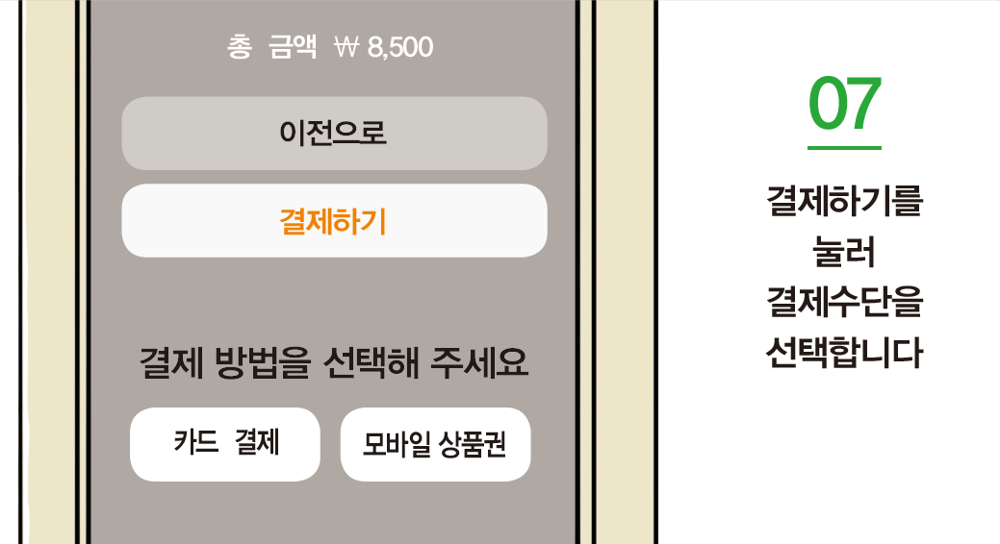 총 금액 ₩ 8,500
이전으로
결제하기
결제 방법을 선택해 주세요
카드 결제
모바일 상품권
07
결제하기를
눌러
결제수단을
선택합니다